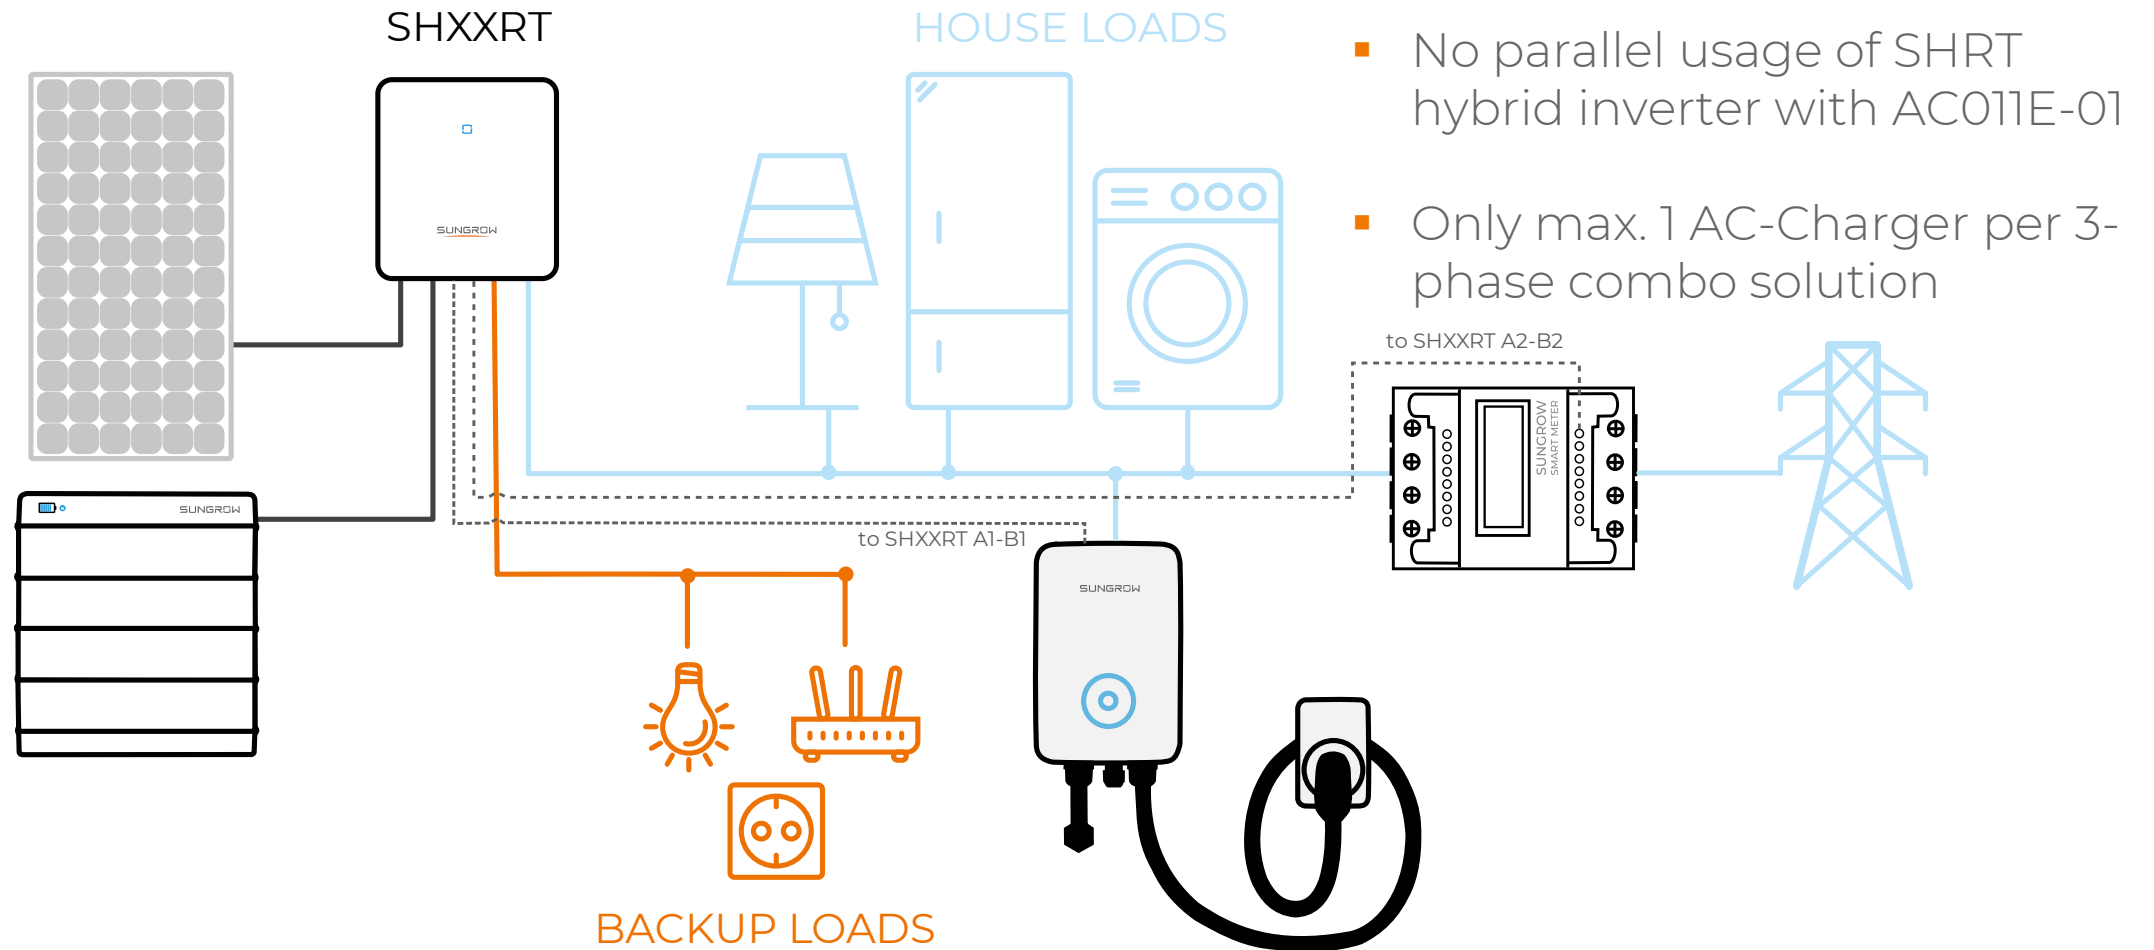 SHXXRT
HOUSE LOADS
No parallel usage of SHRT
hybrid inverter with AC011E-01
Only max. 1 AC-Charger per 3-
phase combo solution
SUNGROW
to SHXXRT A2-B2
SUNGROW
SMART METER
SUNGROW
to SHXXRT A1-B1
SUNGROW
BACKUP LOADS